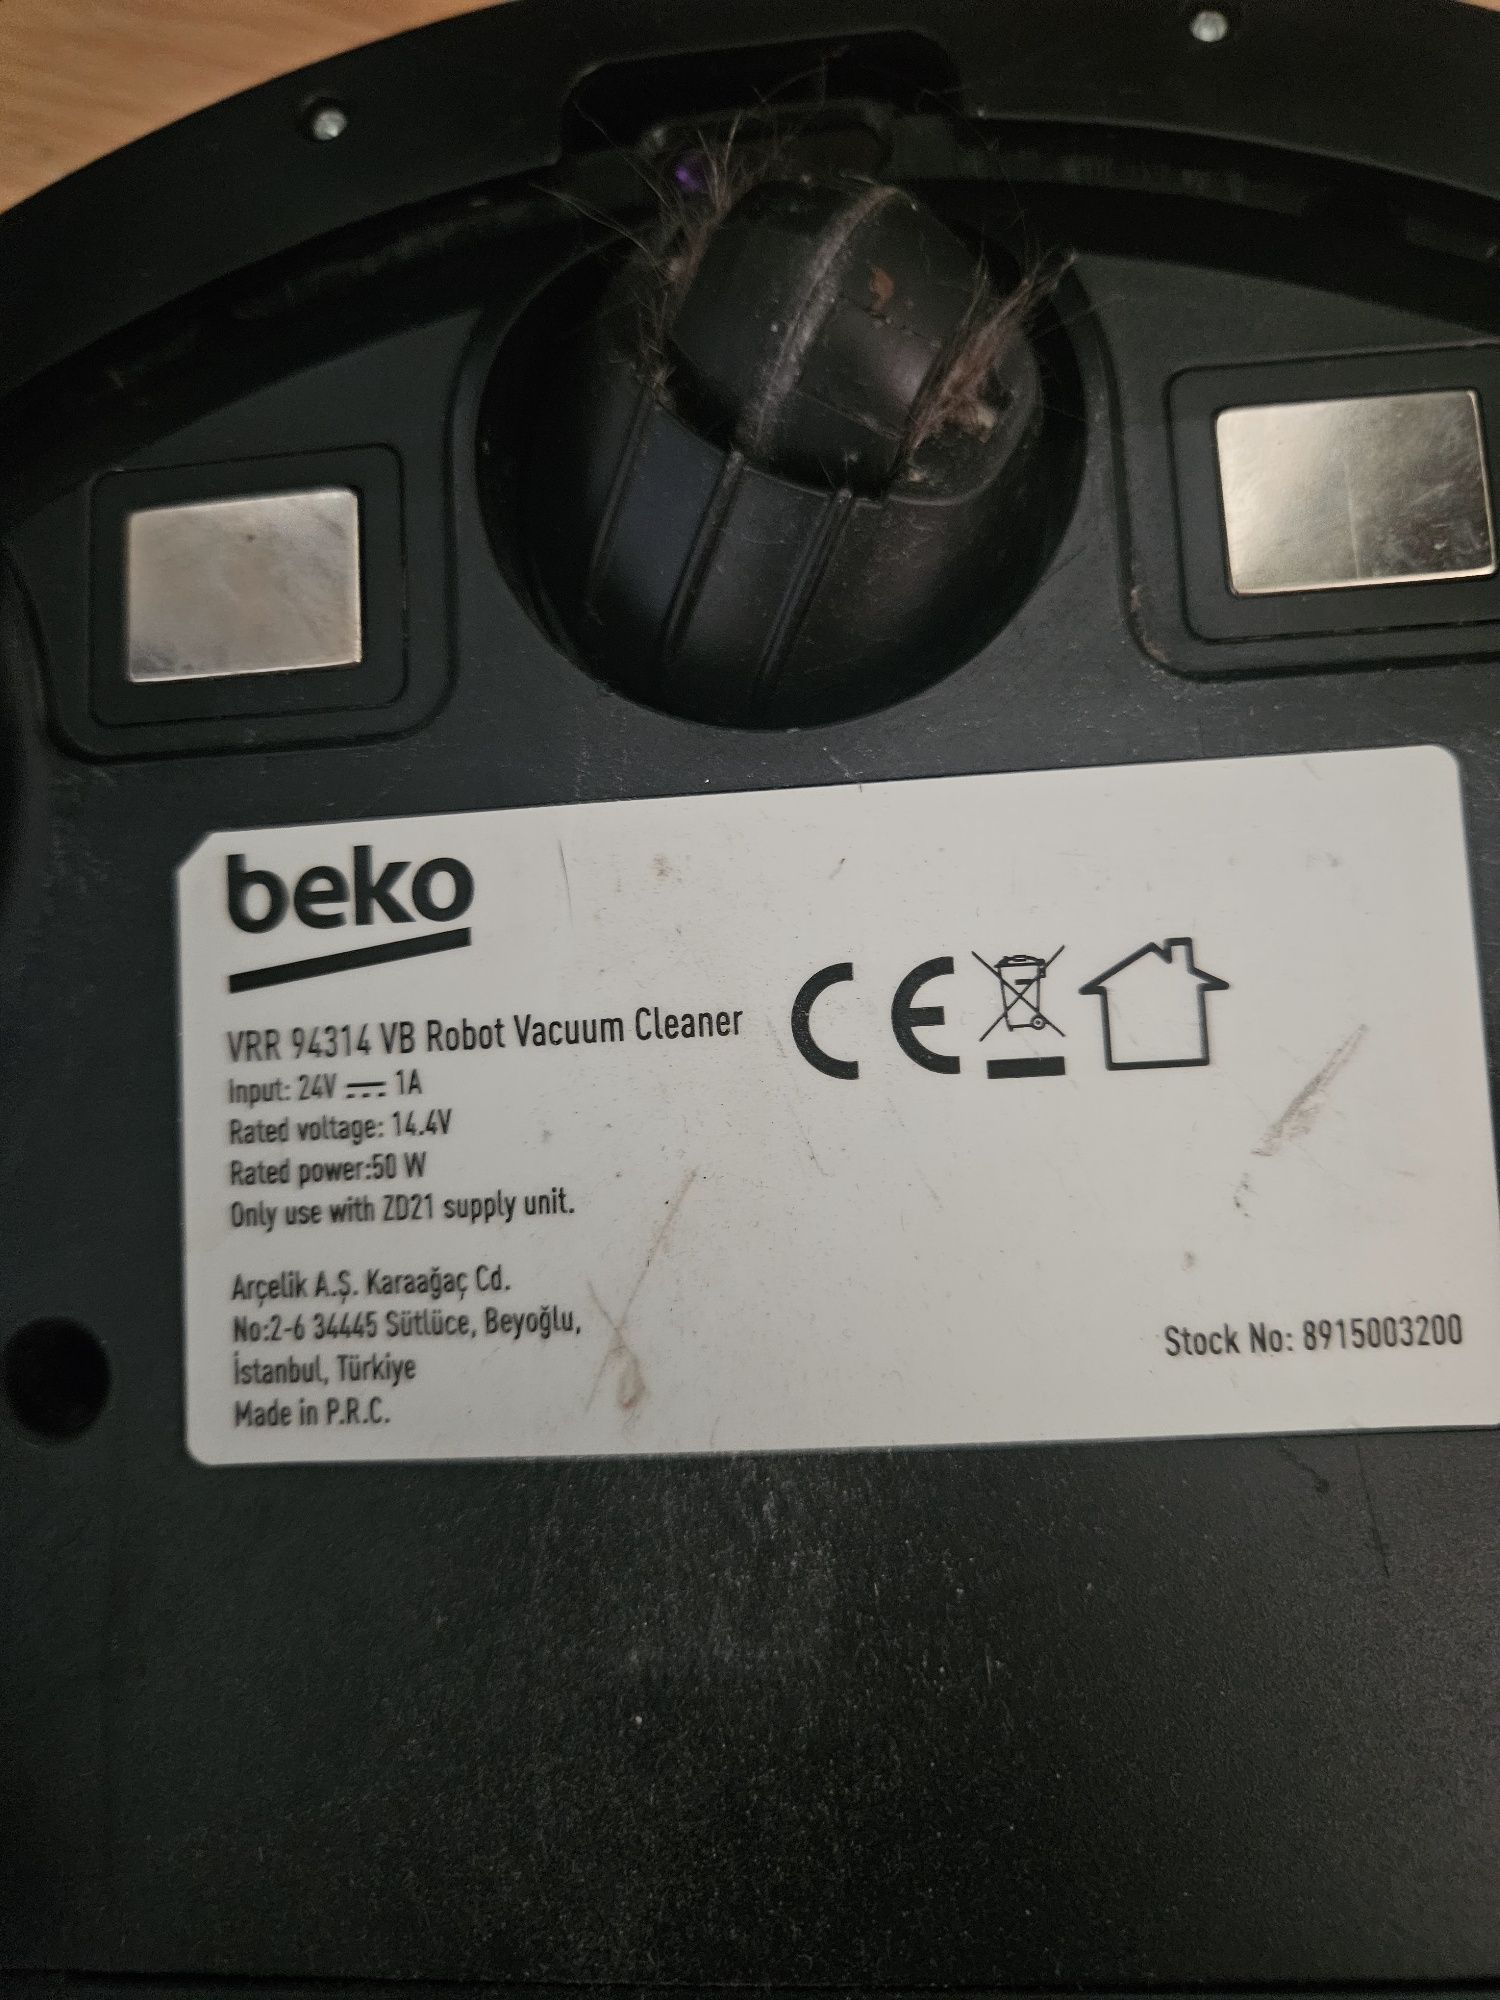 beko
VRR 94314 VB Robot Vacuum Cleaner
Input: 24V ⎓ 1A
Rated voltage: 14.4V
Rated power:50 W
Only use with ZD21 supply unit.
Arçelik A.Ş. Karaağaç Cd.
No:2-6 34445 Sütlüce, Beyoğlu,
İstanbul, Türkiye
Made in P.R.C.
CE
Stock No: 8915003200